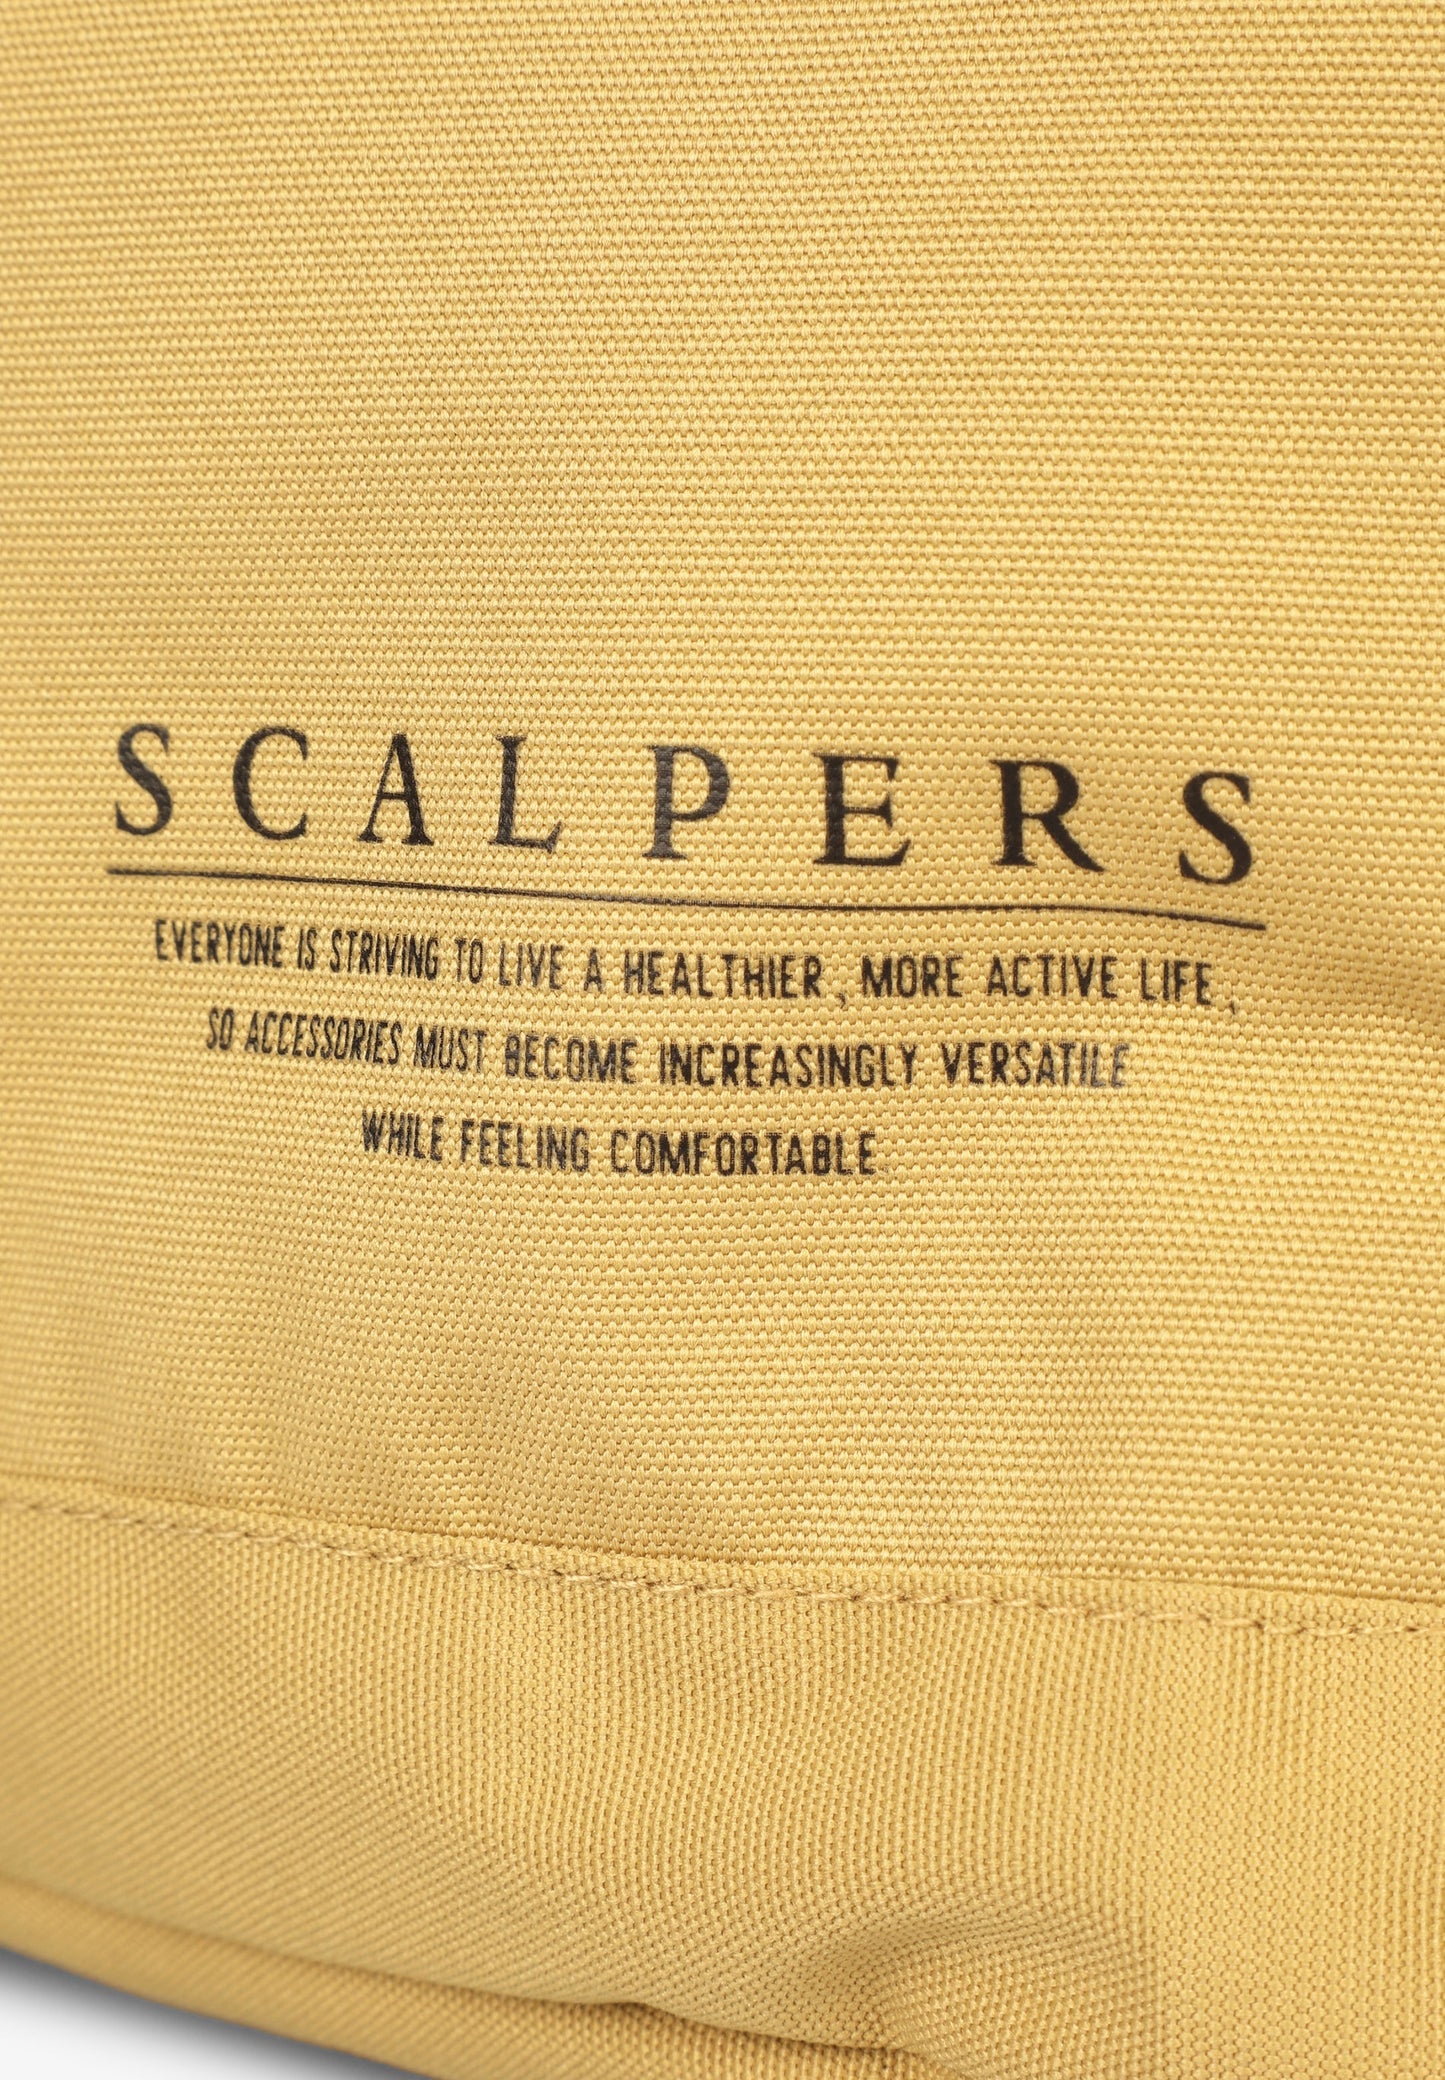 SCALPERS
EVERYONE IS STRIVING TO LIVE A HEALTHIER, MORE ACTIVE LIFE,
SO ACCESSORIES MUST BECOME INCREASINGLY VERSATILE
WHILE FEELING COMFORTABLE